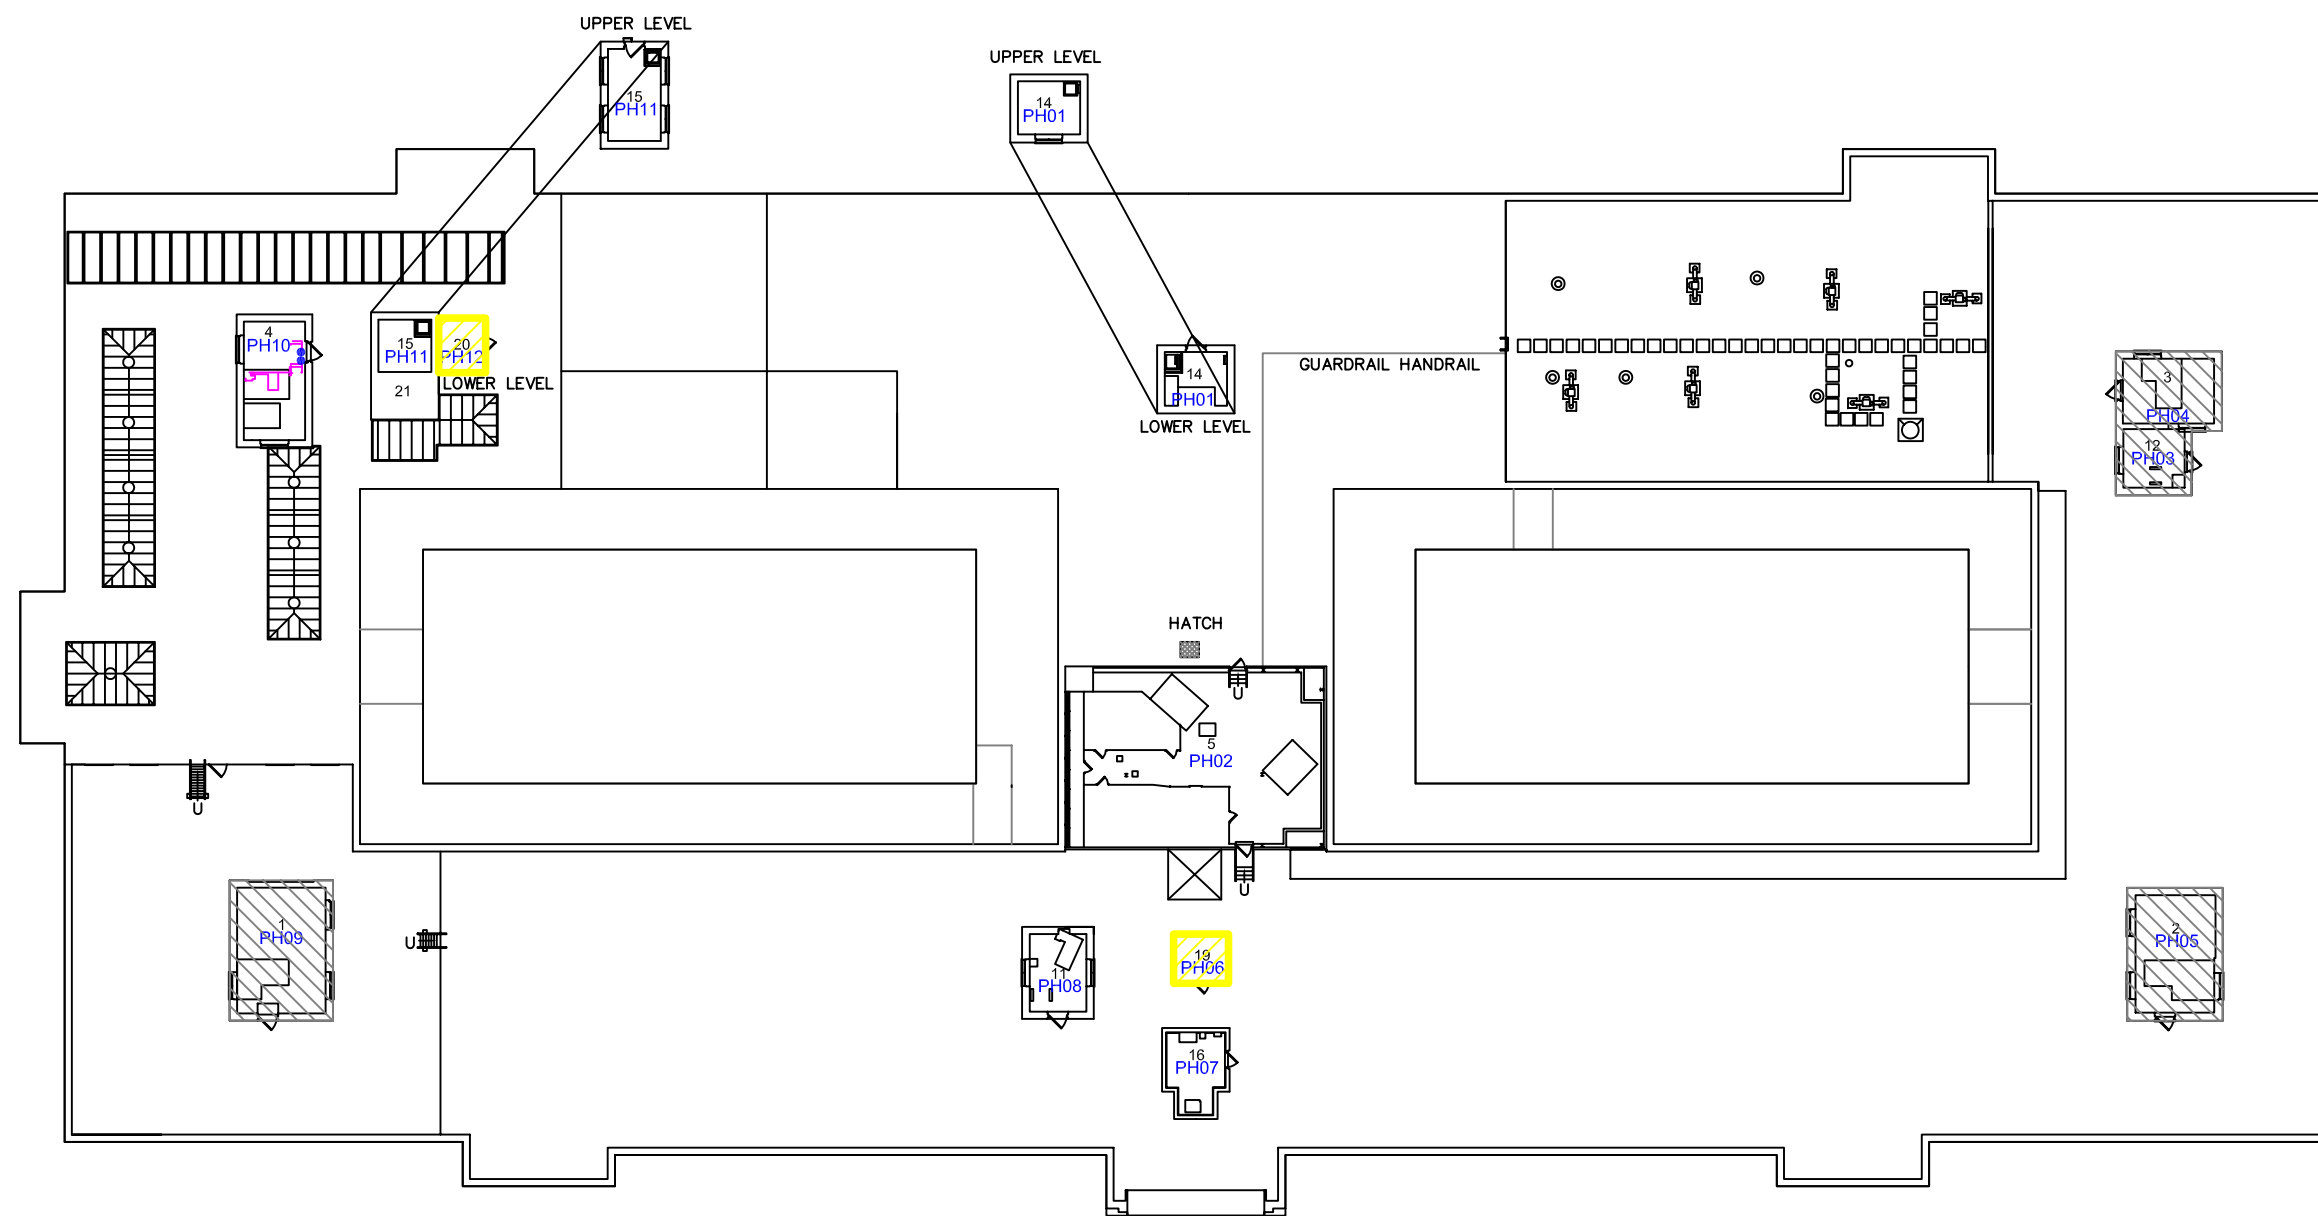 UPPER LEVEL
15
PH11
UPPER LEVEL
14
PH01
4
PH10
15
PH11
20
PH12
LOWER LEVEL
21
14
PH01
LOWER LEVEL
GUARDRAIL HANDRAIL
3
PH04
12
PH03
HATCH
U
5
PH02
U
U
1
PH09
U
11
PH08
19
PH06
2
PH05
16
PH07